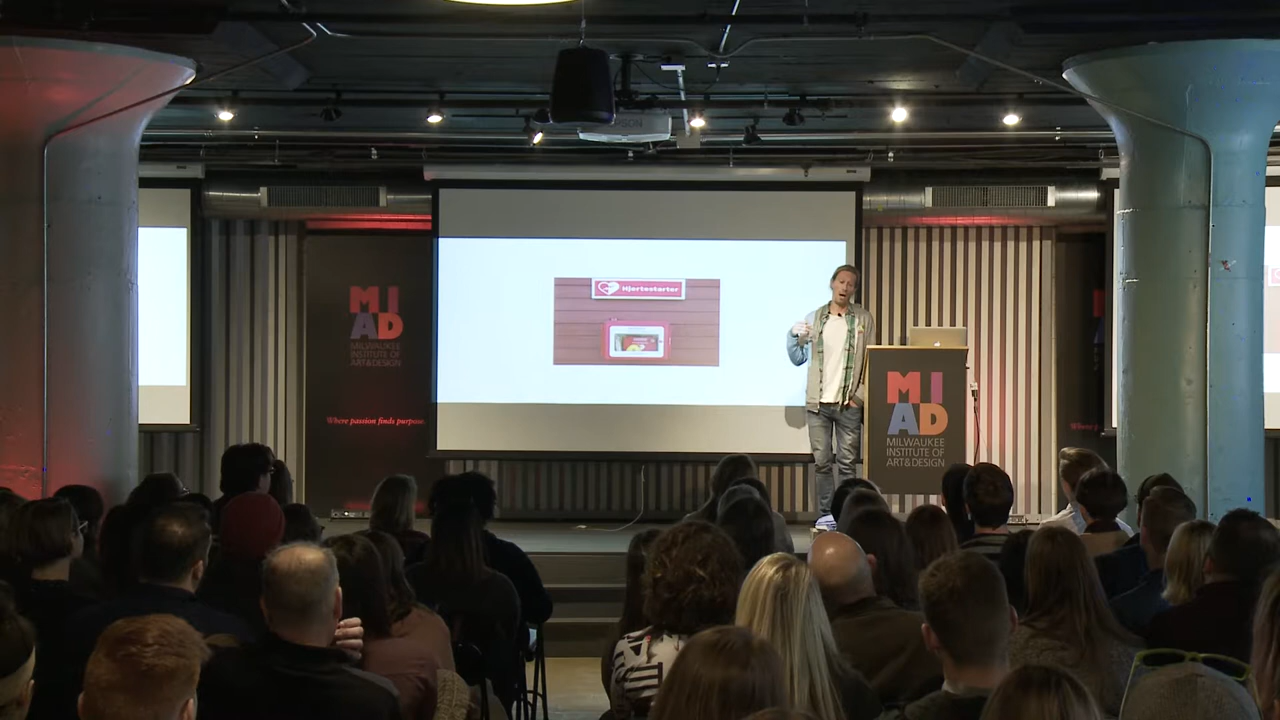 EPSON
Hjertestarter
MI
AD
MILWAUKEE
INSTITUTE OF
ART&DESIGN
Where passion finds purpose.
MI
AD
MILWAUKEE
INSTITUTE OF
ART&DESIGN